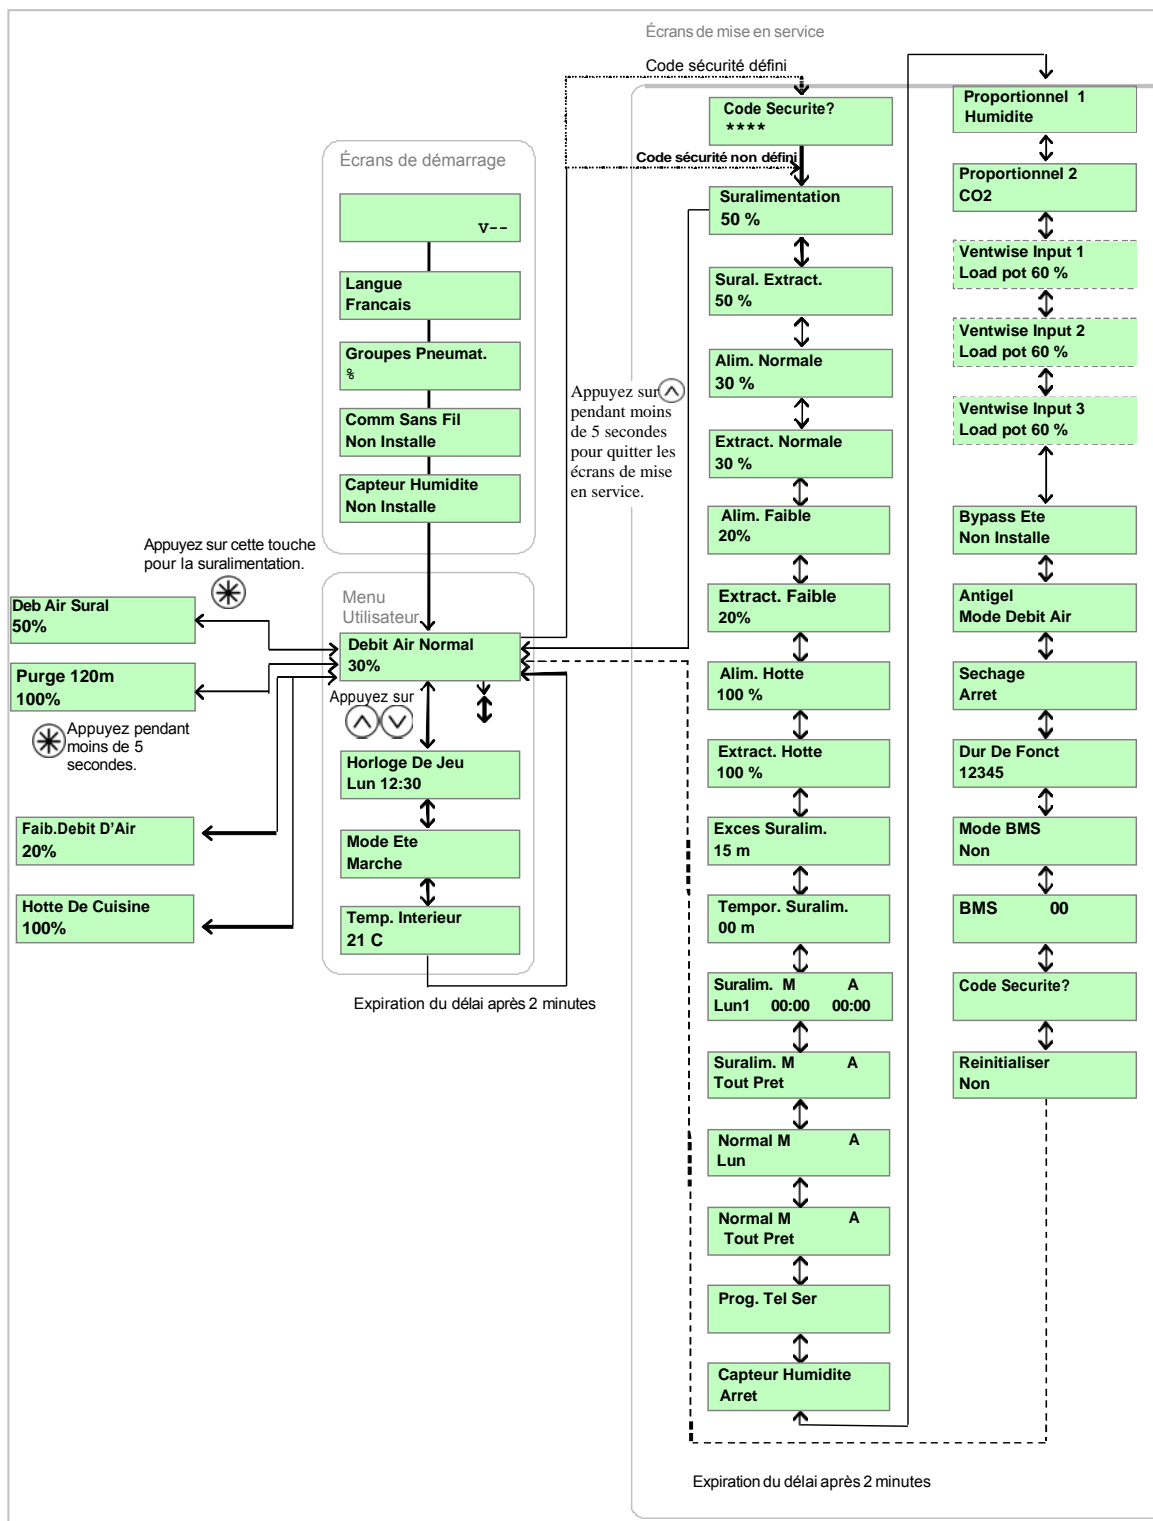 Écrans de mise en service
Code sécurité défini
Code Securite?
****
Code sécurité non défini
Écrans de démarrage
V--
Langue
Francais
Groupes Pneumat.
%
Comm Sans Fil
Non Installe
Capteur Humidite
Non Installe
Appuyez sur cette touche
pour la suralimentation.
Deb Air Sural
50%
Purge 120m
100%
Appuyez pendant
moins de 5
secondes.
Faib.Debit D'Air
20%
Hotte De Cuisine
100%
Menu
Utilisateur
Debit Air Normal
30%
Appuyez sur
Horloge De Jeu
Lun 12:30
Mode Ete
Marche
Temp. Interieur
21 C
Expiration du délai après 2 minutes
Appuyez sur
pendant moins
de 5 secondes
pour quitter les
écrans de mise
en service.
Suralimentation
50 %
Sural. Extract.
50 %
Alim. Normale
30 %
Extract. Normale
30 %
Alim. Faible
20%
Extract. Faible
20%
Alim. Hotte
100 %
Extract. Hotte
100 %
Exces Suralim.
15 m
Tempor. Suralim.
00 m
Suralim. M A
Lun1 00:00 00:00
Suralim. M A
Tout Pret
Normal M A
Lun
Normal M A
Tout Pret
Prog. Tel Ser
Capteur Humidite
Arret
Proportionnel 1
Humidite
Proportionnel 2
CO2
Ventwise Input 1
Load pot 60 %
Ventwise Input 2
Load pot 60 %
Ventwise Input 3
Load pot 60 %
Bypass Ete
Non Installe
Antigel
Mode Debit Air
Sechage
Arret
Dur De Fonct
12345
Mode BMS
Non
BMS 00
Code Securite?
Reinitialiser
Non
Expiration du délai après 2 minutes